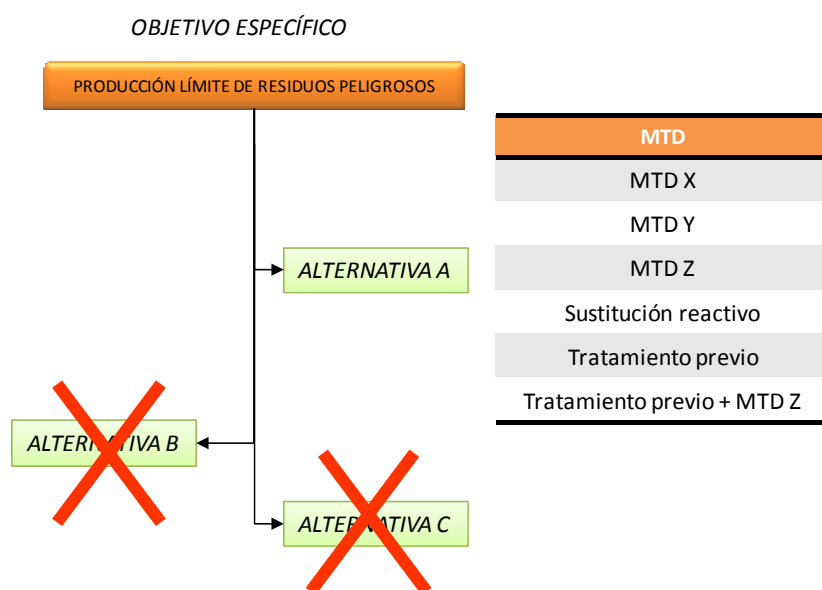 OBJETIVO ESPECÍFICO
PRODUCCIÓN LÍMITE DE RESIDUOS PELIGROSOS
MTD
MTD X
MTD Y
MTD Z
Sustitución reactivo
Tratamiento previo
Tratamiento previo + MTD Z
ALTERNATIVA A
ALTERNATIVA B
ALTERNATIVA C